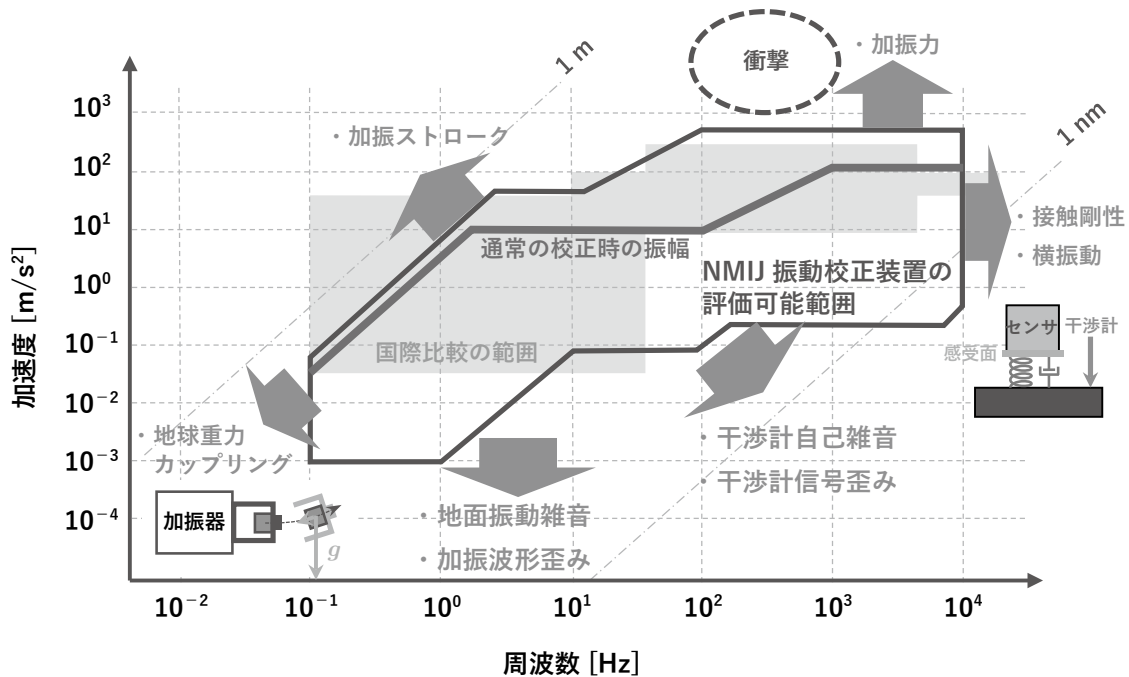 衝撃
・加振力
1 m
1 nm
・加振ストローク
10³
10²
10¹
10⁰
10⁻¹
10⁻²
10⁻³
10⁻⁴
加速度 [m/s²]
通常の校正時の振幅
NMIJ 振動校正装置の
評価可能範囲
国際比較の範囲
・接触剛性
・横振動
センサ
干渉計
感受面
・地球重力
カップリング
・干渉計自己雑音
・干渉計信号歪み
・地面振動雑音
・加振波形歪み
加振器
g
10⁻²
10⁻¹
10⁰
10¹
10²
10³
10⁴
周波数 [Hz]